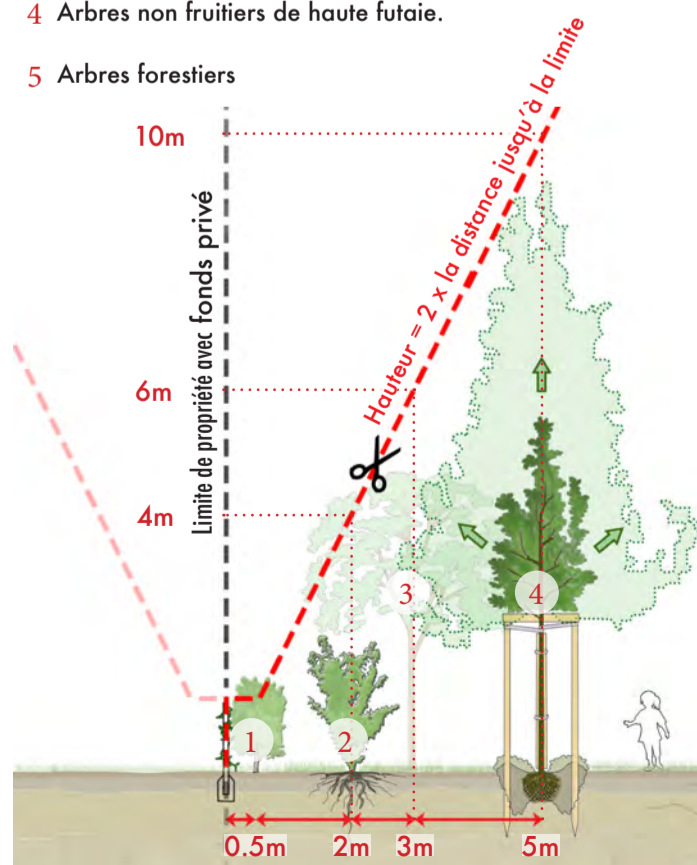 4 Arbres non fruitiers de haute futaie.
5 Arbres forestiers
10m
6m
4m
Limite de propriété avec fonds privé
Hauteur = 2 x la distance jusqu'à la limite
1
2
3
4
0.5m
2m
3m
5m